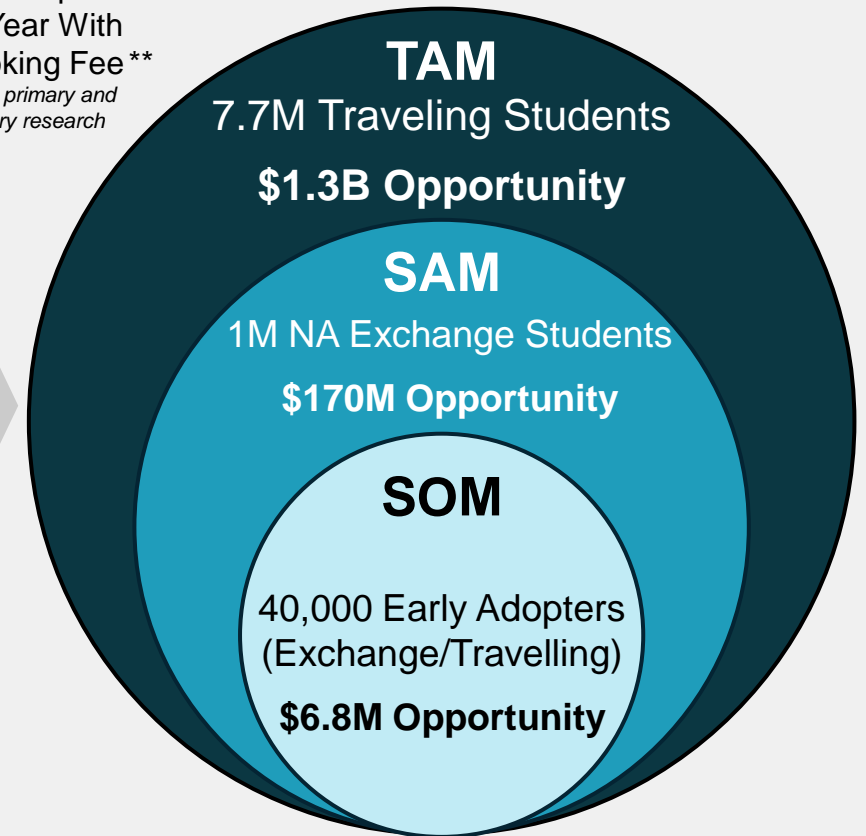 Year With
oking Fee **
primary and
ry research
TAM
7.7M Traveling Students
$1.3B Opportunity
SAM
1M NA Exchange Students
$170M Opportunity
SOM
40,000 Early Adopters
(Exchange/Travelling)
$6.8M Opportunity